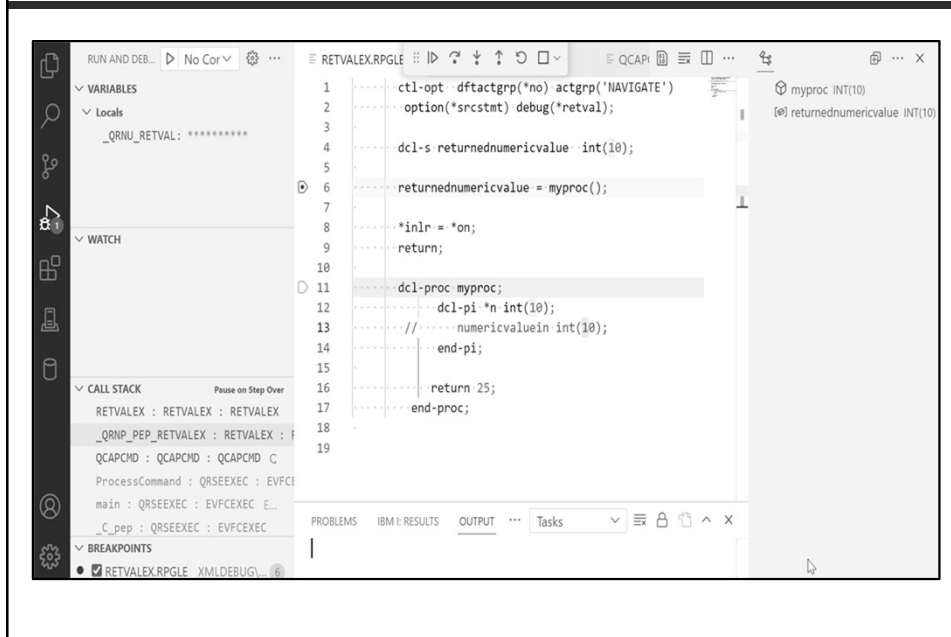 RUN AND DEB... No Cor
VARIABLES
Locals
_QRNU_RETVAL: **********
WATCH
CALL STACK Pause on Step Over
RETVALEX : RETVALEX : RETVALEX
_QRNP_PEP_RETVALEX : RETVALEX :
QCAPCMD : QCAPCMD : QCAPCMD
ProcessCommand : QRSEEXEC : EVFCE
main : QRSEEXEC : EVFCEXEC E...
_C_pep : QRSEEXEC : EVFCEXEC
BREAKPOINTS
RETVALEX.RPGLE XMLDEBUG\... 6
1
RETVALEX.RPGLE QCAP
1 ctl-opt dftactgrp(*no) actgrp('NAVIGATE')
2 option(*srcstmt) debug(*retval);
3
4 dcl-s returnednumericvalue int(10);
5
6 returnednumericvalue = myproc();
7
8 *inlr = *on;
9 return;
10
11 dcl-proc myproc;
12 dcl-pi *n int(10);
13 // numericvaluein int(10);
14 end-pi;
15
16 return 25;
17 end-proc;
18
19
PROBLEMS IBM I: RESULTS OUTPUT ... Tasks
myproc INT(10)
returnednumericvalue INT(10)